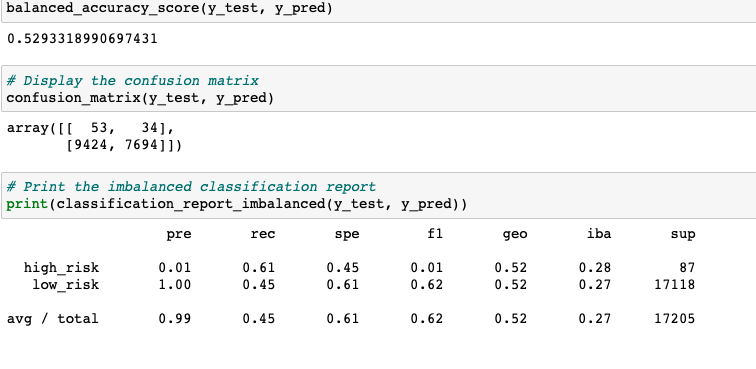 balanced_accuracy_score(y_test, y_pred)
0.5293318990697431
# Display the confusion matrix
confusion_matrix(y_test, y_pred)
array([[  53,   34],
       [9424, 7694]])
# Print the imbalanced classification report
print(classification_report_imbalanced(y_test, y_pred))
pre rec spe f1 geo iba sup
high_risk 0.01 0.61 0.45 0.01 0.52 0.28 87
low_risk 1.00 0.45 0.61 0.62 0.52 0.27 17118
avg / total 0.99 0.45 0.61 0.62 0.52 0.27 17205